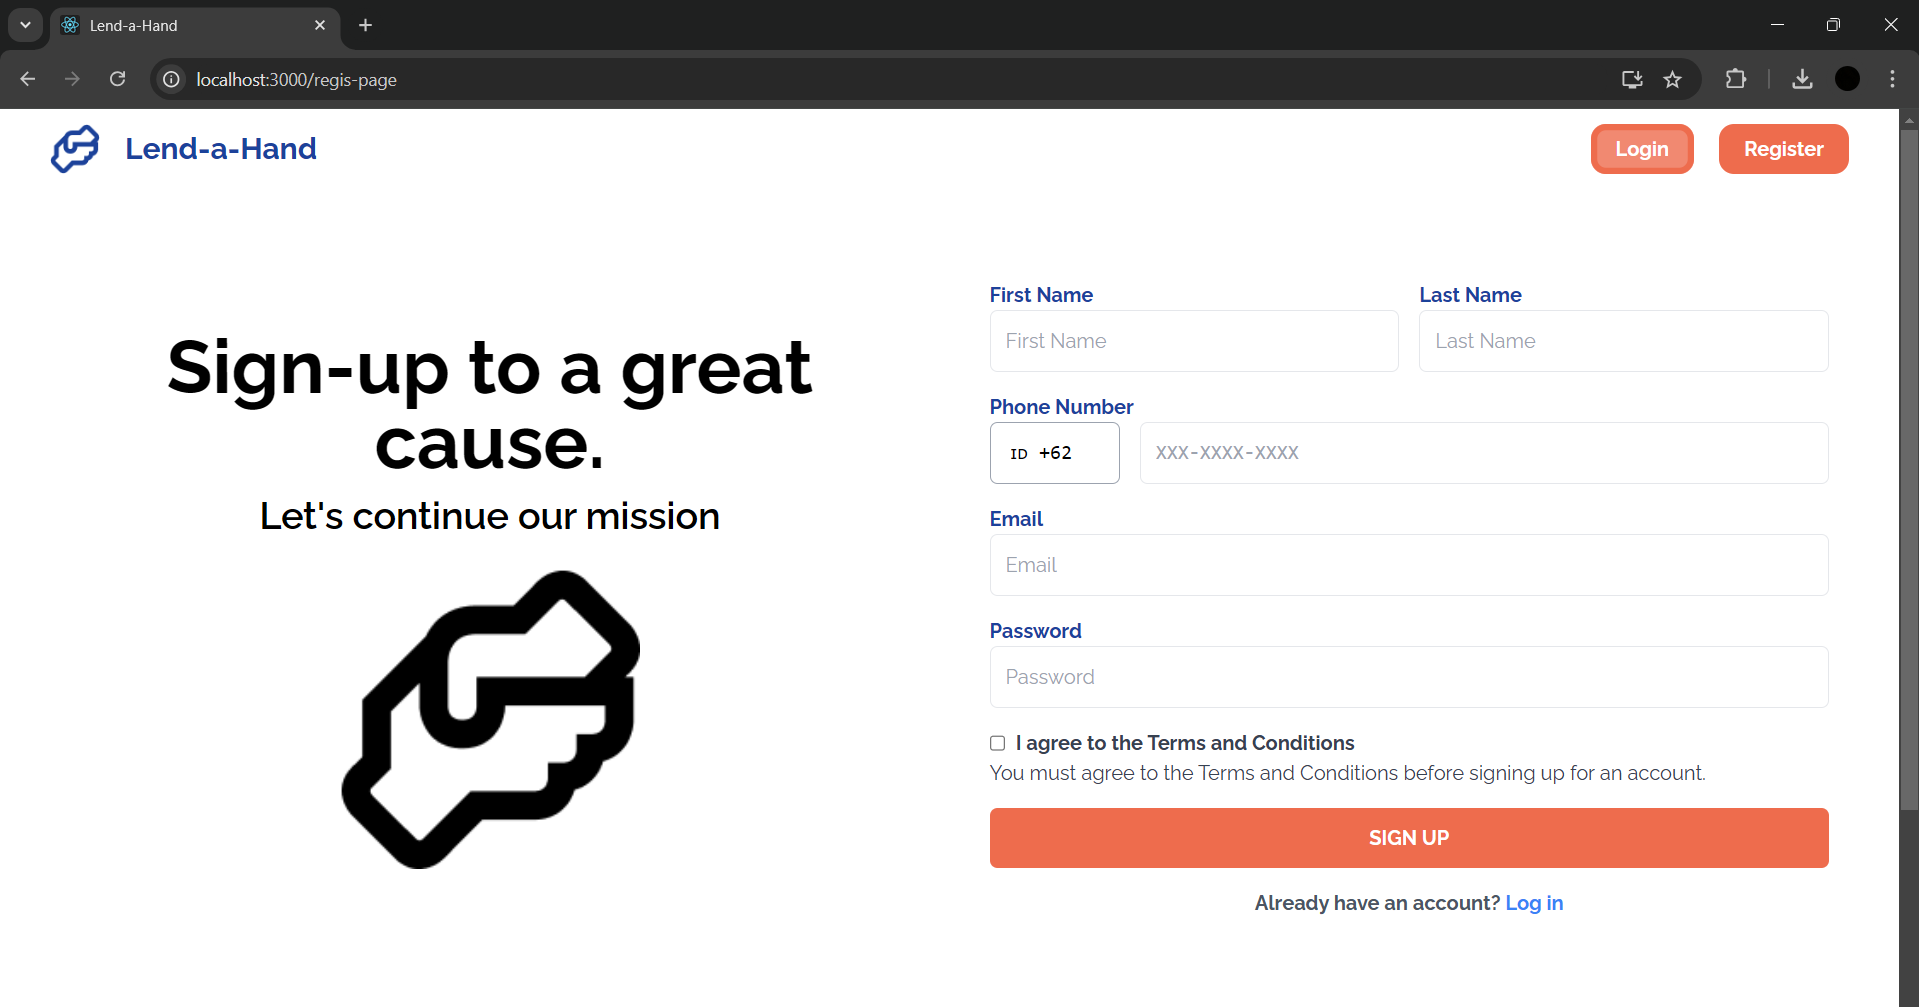 Lend-a-Hand
localhost:3000/regis-page
Lend-a-Hand
Login
Register
Sign-up to a great
cause.
Let's continue our mission
First Name
Last Name
First Name
Last Name
Phone Number
ID +62
XXX-XXXX-XXXX
Email
Email
Password
Password
I agree to the Terms and Conditions
You must agree to the Terms and Conditions before signing up for an account.
SIGN UP
Already have an account? Log in